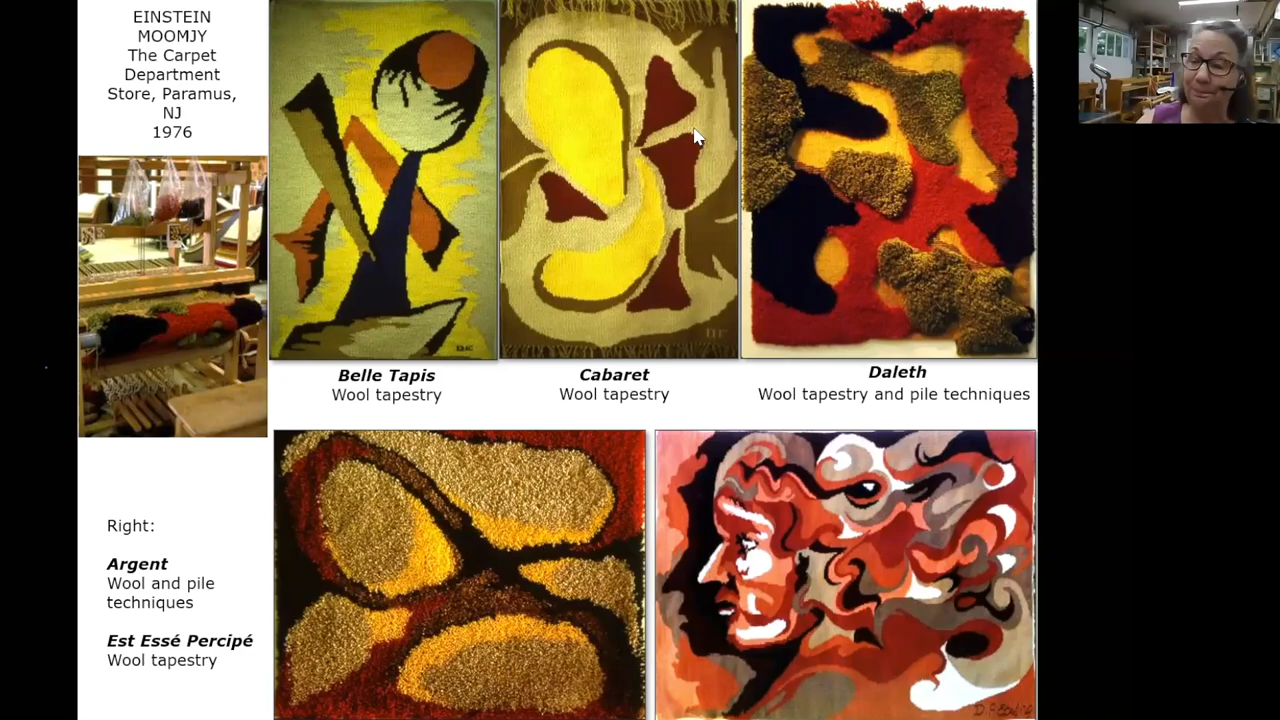 EINSTEIN
MOOMJY
The Carpet
Department
Store, Paramus,
NJ
1976
Belle Tapis
Wool tapestry
Cabaret
Wool tapestry
Daleth
Wool tapestry and pile techniques
Right:
Argent
Wool and pile
techniques
Est Essé Percipé
Wool tapestry